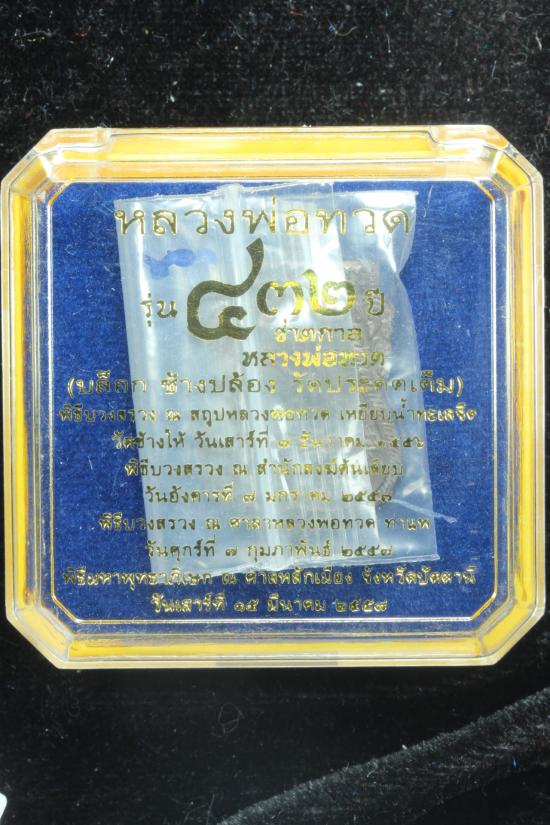 หลวงพ่อทวด
รุ่น ๔๓๒ ปี
ชาตกาล
หลวงพ่อทวด
(บล็อก ช้างปล้อง รัดประคดเต็ม)
พิธีบวงสรวง ณ สถูปหลวงพ่อทวด เหยียบน้ำทะเลจืด
วัดช้างให้ วันเสาร์ที่ ๗ ธันวาคม ๒๕๕๖
พิธีบวงสรวง ณ สำนักสงฆ์ต้นเลียบ
วันอังคารที่ ๗ มกราคม ๒๕๕๗
พิธีบวงสรวง ณ ศาลาหลวงพ่อทวด ท่าแพ
วันศุกร์ที่ ๗ กุมภาพันธ์ ๒๕๕๗
พิธีมหาพุทธาภิเษก ณ ศาลหลักเมือง จังหวัดปัตตานี
วันเสาร์ที่ ๑๕ มีนาคม ๒๕๕๗